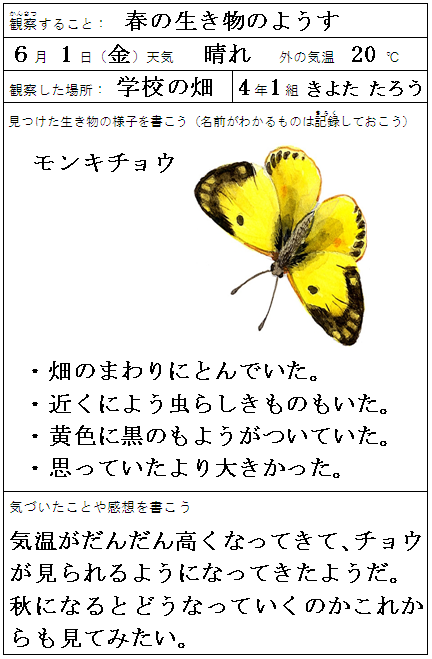 観察すること： 春の生き物のようす
6月 1日（金）天気 晴れ 外の気温 20 ℃
観察した場所： 学校の畑 4年1組 きよた たろう
見つけた生き物の様子を書こう（名前がわかるものは記録しておこう）
モンキチョウ
・畑のまわりにとんでいた。
・近くによう虫らしきものもいた。
・黄色に黒のもようがついていた。
・思っていたより大きかった。
気づいたことや感想を書こう
気温がだんだん高くなってきて、チョウ
が見られるようになってきたようだ。
秋になるとどうなっていくのかこれか
らも見てみたい。